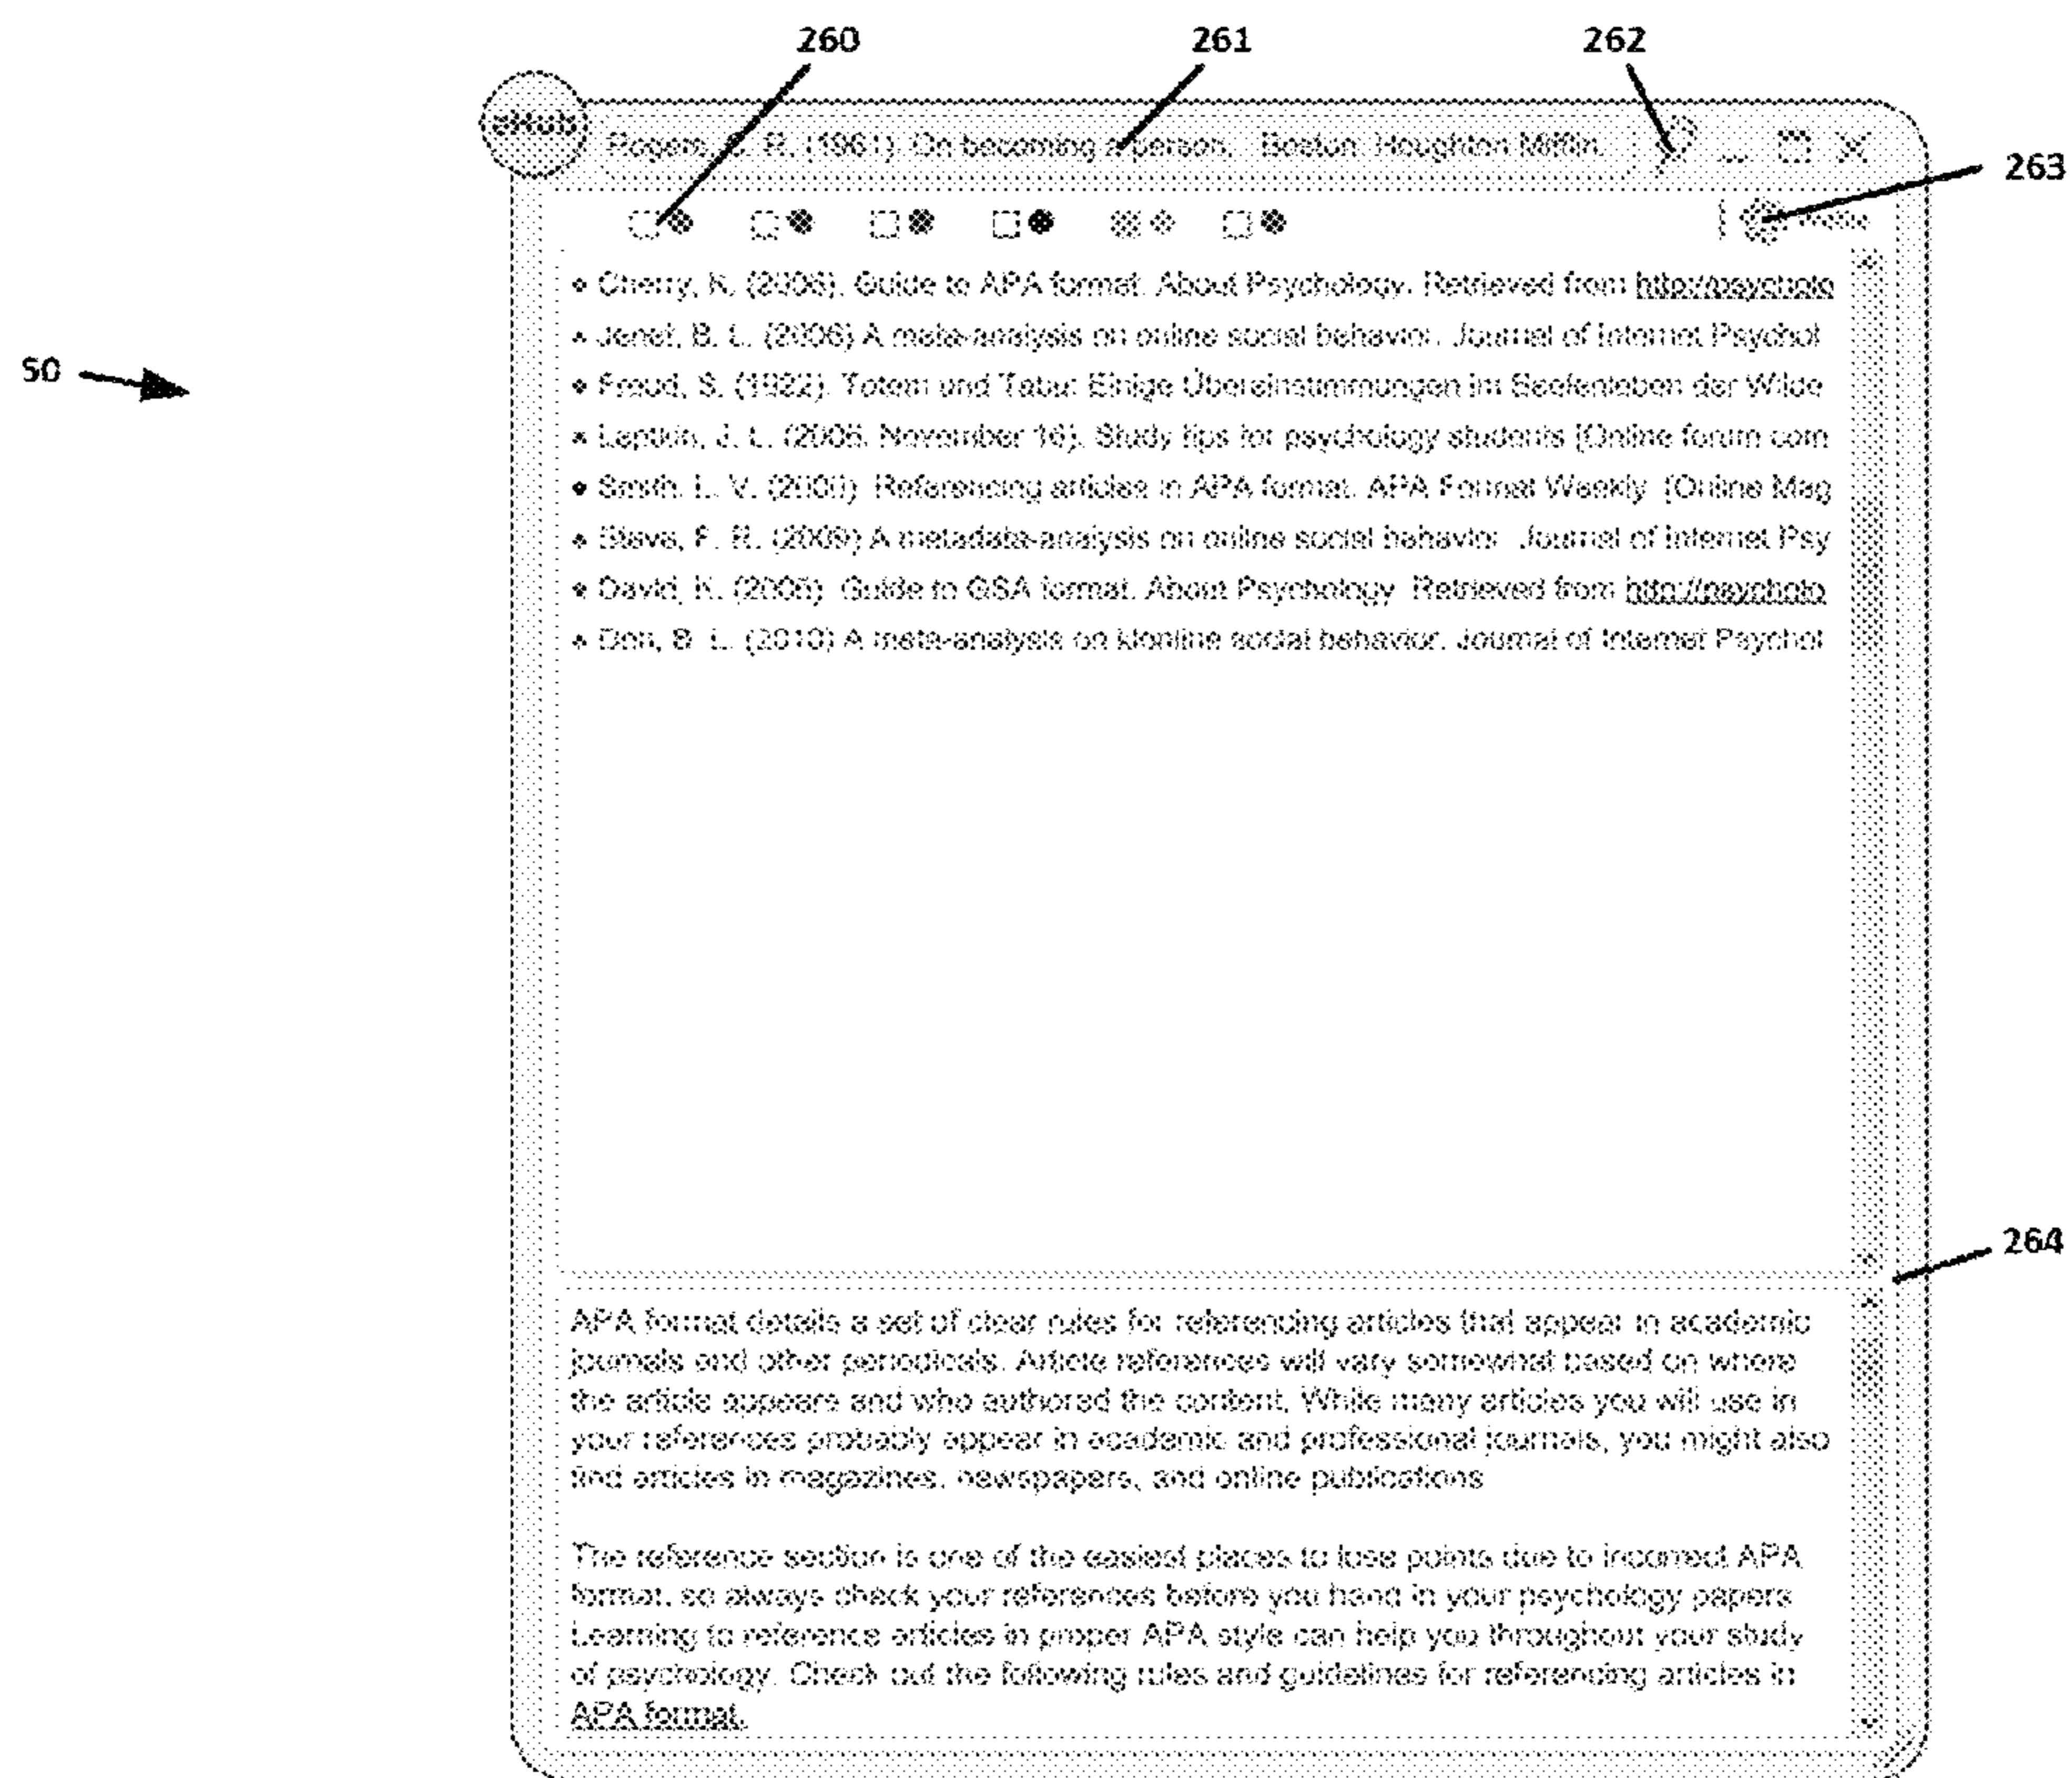 260 261 262
eHub
Rogers, C. R. (1961). On becoming a person. Boston: Houghton Mifflin.
263
Cherry, K. (2006). Guide to APA format. About Psychology. Retrieved from http://psycholo
Janet, B. L. (2006) A meta-analysis on online social behavior. Journal of Internet Psychol
50
Freud, S. (1922). Totem und Tabu: Einige Übereinstimmungen im Seelenleben der Wilde
Laptkin, J. L. (2006, November 16). Study tips for psychology students [Online forum com
Smith, L. V. (2000). Referencing articles in APA format. APA Format Weekly. [Online Mag
Steve, F. R. (2009) A metadata-analysis on online social behavior. Journal of Internet Psy
David, K. (2005). Guide to GSA format. About Psychology. Retrieved from http://psycholo
Don, B. L. (2010) A meta-analysis on klonline social behavior. Journal of Internet Psychol
264
APA format details a set of clear rules for referencing articles that appear in academic
journals and other periodicals. Article references will vary somewhat based on where
the article appears and who authored the content. While many articles you will use in
your references probably appear in academic and professional journals, you might also
find articles in magazines, newspapers, and online publications
The reference section is one of the easiest places to lose points due to incorrect APA
format, so always check your references before you hand in your psychology papers
Learning to reference articles in proper APA style can help you throughout your study
of psychology. Check out the following rules and guidelines for referencing articles in
APA format.